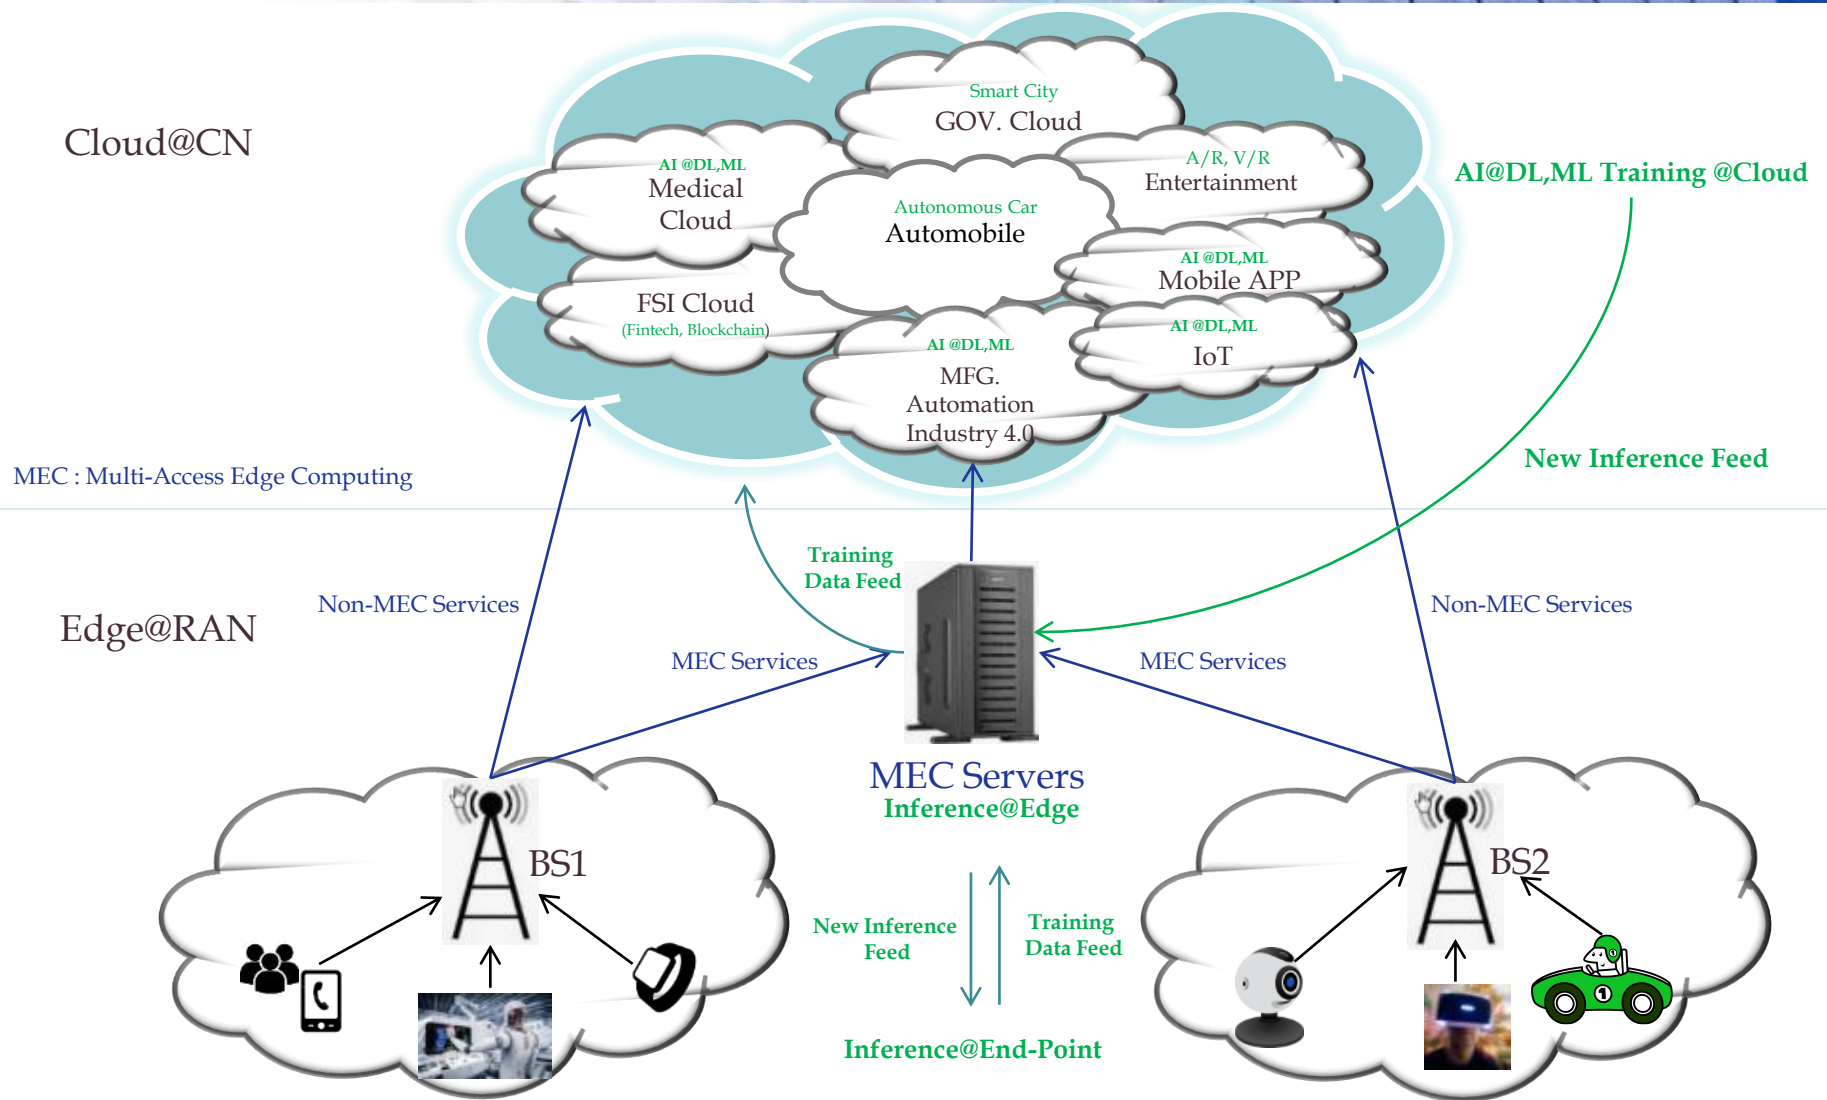 Cloud@CN
Smart City
GOV. Cloud
AI @DL,ML
Medical
Cloud
A/R, V/R
Entertainment
AI@DL,ML Training @Cloud
Autonomous Car
Automobile
AI @DL,ML
Mobile APP
FSI Cloud
(Fintech, Blockchain)
AI @DL,ML
IoT
AI @DL,ML
MFG.
Automation
Industry 4.0
New Inference Feed
MEC : Multi-Access Edge Computing
Training
Data Feed
Non-MEC Services
Non-MEC Services
Edge@RAN
MEC Services
MEC Services
MEC Servers
Inference@Edge
BS1
BS2
New Inference
Feed
Training
Data Feed
1
1
Inference@End-Point